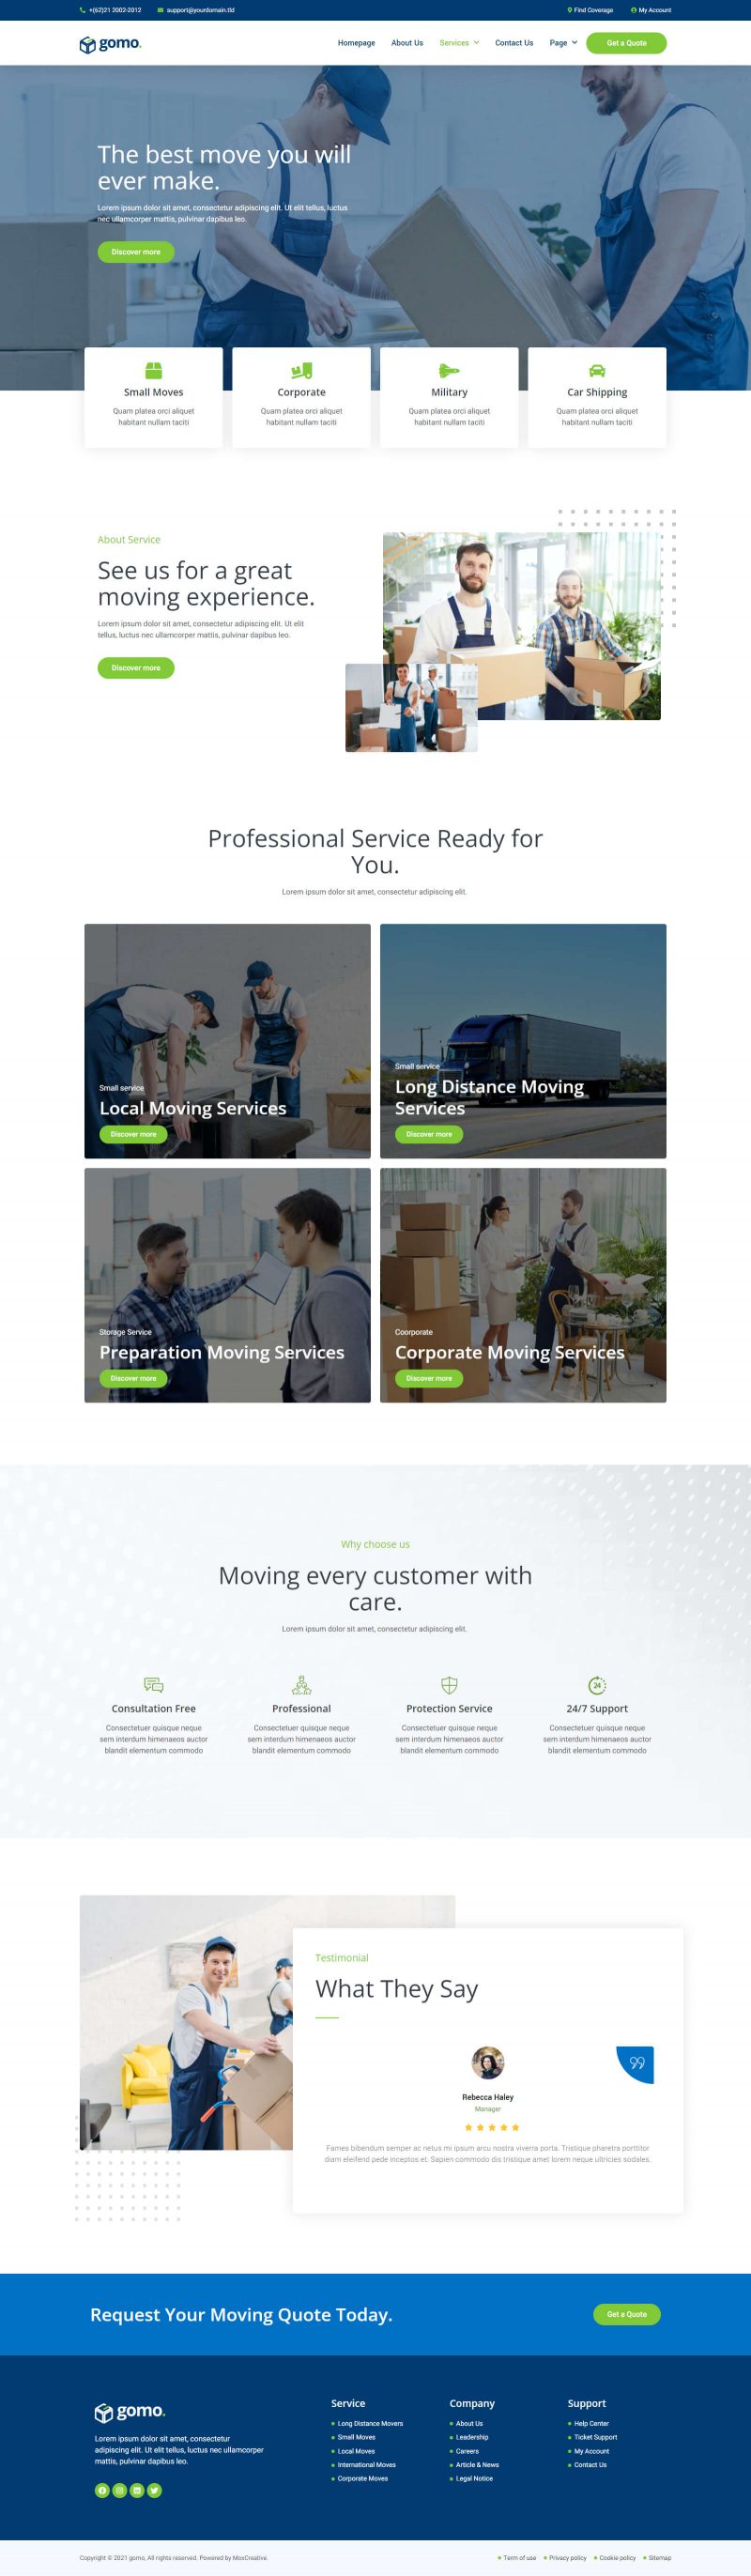 +(62)21 2002-2012 support@yourdomain.tld Find Coverage My Account
gomo. Homepage About Us Services Contact Us Page Get a Quote
The best move you will
ever make.
Lorem ipsum dolor sit amet, consectetur adipiscing elit. Ut elit tellus, luctus
nec ullamcorper mattis, pulvinar dapibus leo.
Discover more
Small Moves
Quam platea orci aliquet
habitant nullam taciti
Corporate
Quam platea orci aliquet
habitant nullam taciti
Military
Quam platea orci aliquet
habitant nullam taciti
Car Shipping
Quam platea orci aliquet
habitant nullam taciti
About Service
See us for a great
moving experience.
Lorem ipsum dolor sit amet, consectetur adipiscing elit. Ut elit
tellus, luctus nec ullamcorper mattis, pulvinar dapibus leo.
Discover more
Professional Service Ready for
You.
Lorem ipsum dolor sit amet, consectetur adipiscing elit.
Small service
Local Moving Services
Discover more
Small service
Long Distance Moving
Services
Discover more
Storage Service
Preparation Moving Services
Discover more
Coorporate
Corporate Moving Services
Discover more
Why choose us
Moving every customer with
care.
Lorem ipsum dolor sit amet, consectetur adipiscing elit.
Consultation Free
Consectetuer quisque neque
sem interdum himenaeos auctor
blandit elementum commodo
Professional
Consectetuer quisque neque
sem interdum himenaeos auctor
blandit elementum commodo
Protection Service
Consectetuer quisque neque
sem interdum himenaeos auctor
blandit elementum commodo
24
24/7 Support
Consectetuer quisque neque
sem interdum himenaeos auctor
blandit elementum commodo
Testimonial
What They Say
Rebecca Haley
Manager
Fames bibendum semper ac netus mi ipsum arcu nostra viverra porta. Tristique pharetra porttitor
diam eleifend pede inceptos et. Sapien commodo dis tristique amet lorem neque ultricies sodales.
Request Your Moving Quote Today.
Get a Quote
gomo.
Lorem ipsum dolor sit amet, consectetur
adipiscing elit. Ut elit tellus, luctus nec ullamcorper
mattis, pulvinar dapibus leo.
Service
Long Distance Movers
Small Moves
Local Moves
International Moves
Corporate Moves
Company
About Us
Leadership
Careers
Article & News
Legal Notice
Support
Help Center
Ticket Support
My Account
Contact Us
Copyright © 2021 gomo, All rights reserved. Powered by MoxCreative.
Term of use Privacy policy Cookie policy Sitemap